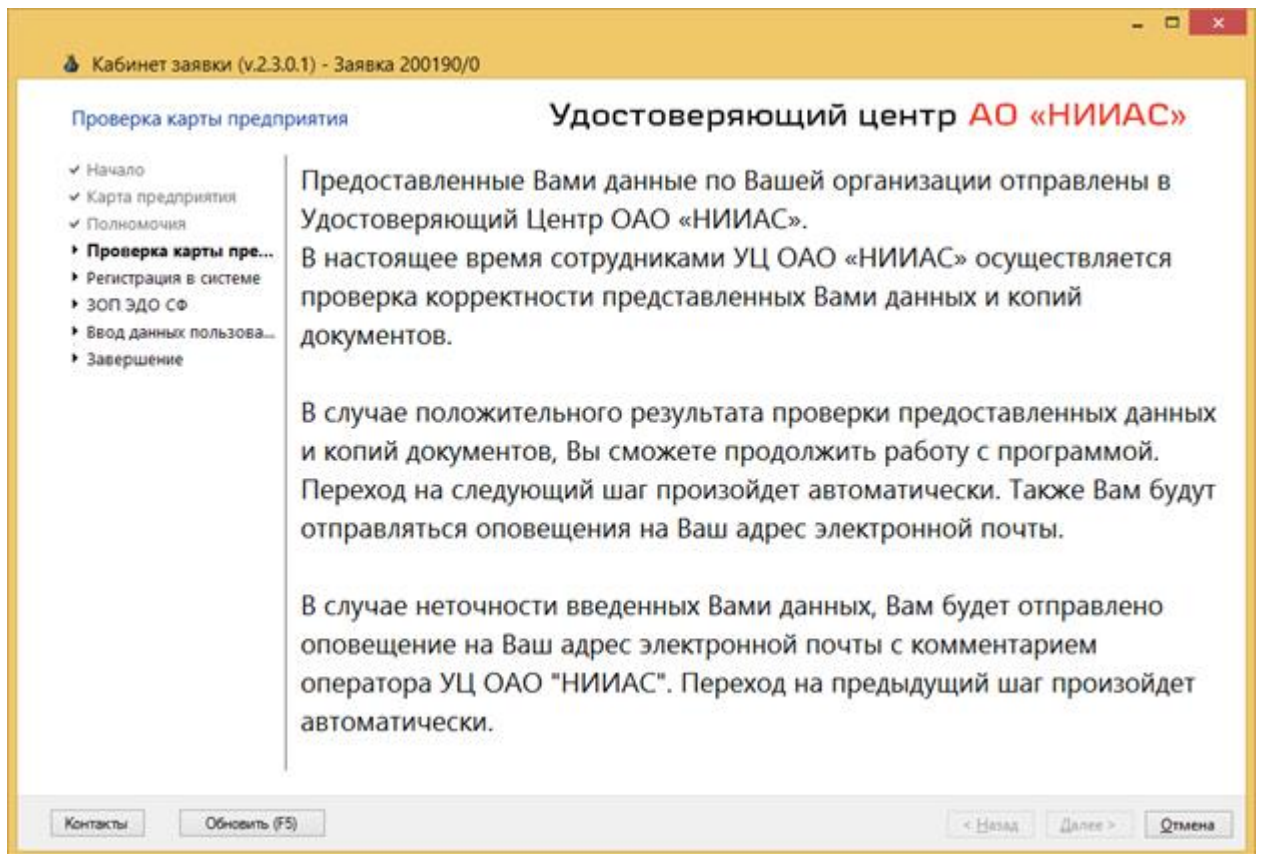 Кабинет заявки (v.2.3.0.1) - Заявка 200190/0
Проверка карты предприятия
Удостоверяющий центр АО «НИИАС»
Начало
Карта предприятия
Полномочия
Проверка карты пре...
Регистрация в системе
ЗОП ЭДО СФ
Ввод данных пользова...
Завершение
Предоставленные Вами данные по Вашей организации отправлены в
Удостоверяющий Центр ОАО «НИИАС».
В настоящее время сотрудниками УЦ ОАО «НИИАС» осуществляется
проверка корректности представленных Вами данных и копий
документов.
В случае положительного результата проверки предоставленных данных
и копий документов, Вы сможете продолжить работу с программой.
Переход на следующий шаг произойдет автоматически. Также Вам будут
отправляться оповещения на Ваш адрес электронной почты.
В случае неточности введенных Вами данных, Вам будет отправлено
оповещение на Ваш адрес электронной почты с комментарием
оператора УЦ ОАО "НИИАС". Переход на предыдущий шаг произойдет
автоматически.
Контакты Обновить (F5) < Назад Далее > Отмена